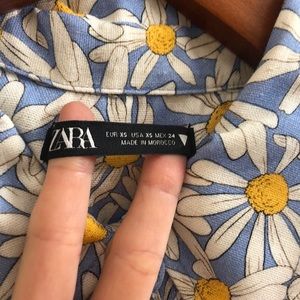 ZARA
EUR XS USA XS MEX 24
MADE IN MOROCCO